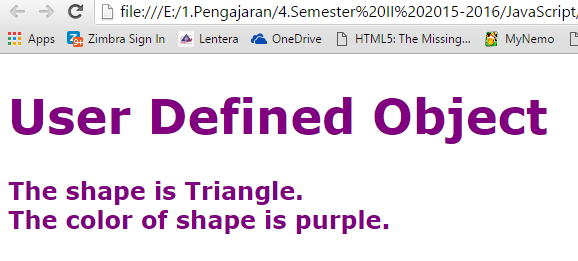 file:///E:/1.Pengajaran/4.Semester%20II%202015-2016/JavaScript/
Apps Zimbra Sign In Lentera OneDrive HTML5: The Missing... MyNemo
User Defined Object
The shape is Triangle.
The color of shape is purple.